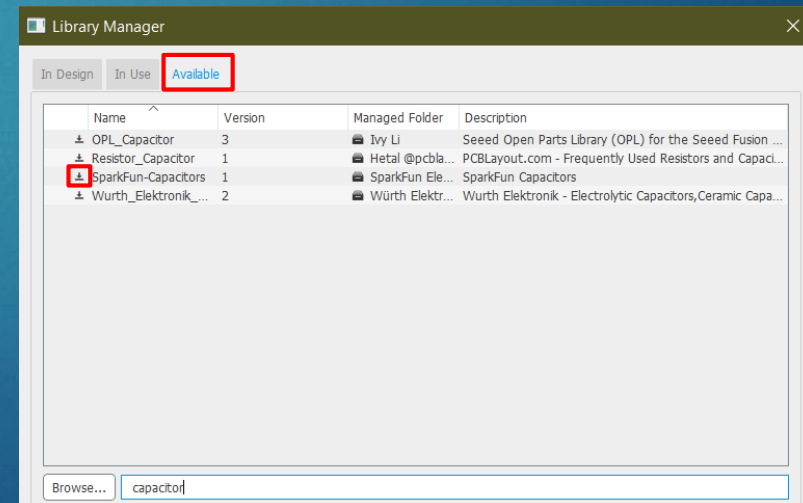 Library Manager
In Design In Use Available
Name Version Managed Folder Description
OPL_Capacitor 3 Ivy Li Seeed Open Parts Library (OPL) for the Seeed Fusion ...
Resistor_Capacitor 1 Hetal @pcbla... PCBLayout.com - Frequently Used Resistors and Capaci...
SparkFun-Capacitors 1 SparkFun Ele... SparkFun Capacitors
Wurth_Elektronik_... 2 Würth Elektr... Wurth Elektronik - Electrolytic Capacitors,Ceramic Capa...
Browse... capacitor